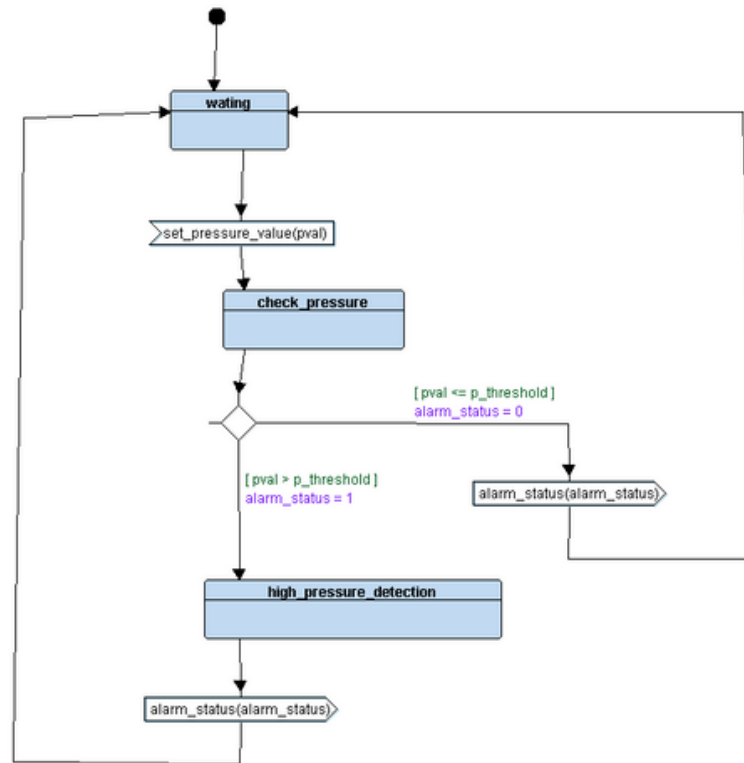 wating
set_pressure_value(pval)
check_pressure
[ pval <= p_threshold ]
alarm_status = 0
[ pval > p_threshold ]
alarm_status = 1
alarm_status(alarm_status)
high_pressure_detection
alarm_status(alarm_status)